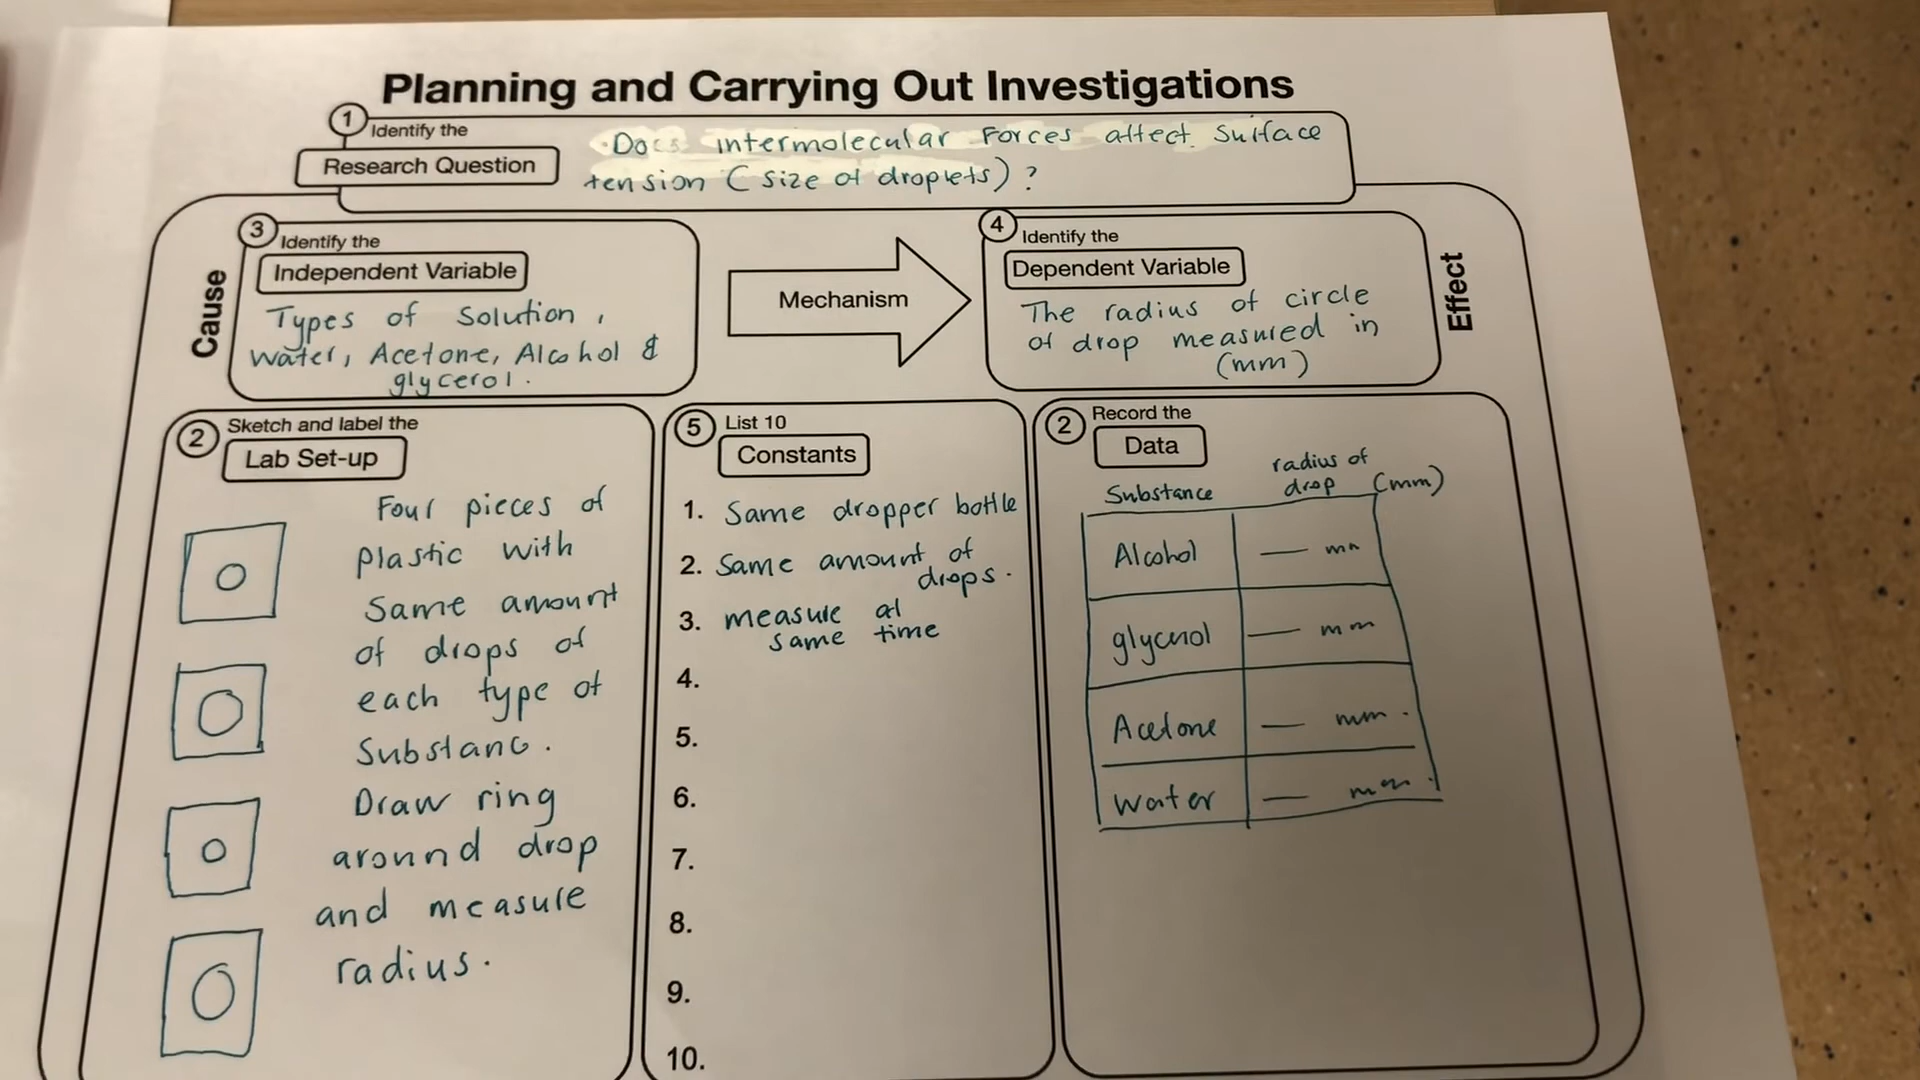 Planning and Carrying Out Investigations
1
Identify the
Research Question
Does intermolecular Forces affect surface
tension (size of droplets)?
Cause
3
Identify the
Independent Variable
Types of solution,
water, Acetone, Alcohol &
glycerol.
Mechanism
4
Identify the
Dependent Variable
The radius of circle
of drop measured in
(mm)
Effect
2
Sketch and label the
Lab Set-up
Four pieces of
plastic with
Same amount
of drops of
each type of
Substanc.
Draw ring
around drop
and measure
radius.
5
List 10
Constants
1. Same dropper bottle
2. Same amount of
drops.
3. measure at
same time
4.
5.
6.
7.
8.
9.
10.
2
Record the
Data
Substance
radius of
drop (mm)
Alcohol — mm
glycerol — mm
Acetone — mm.
water — mm.